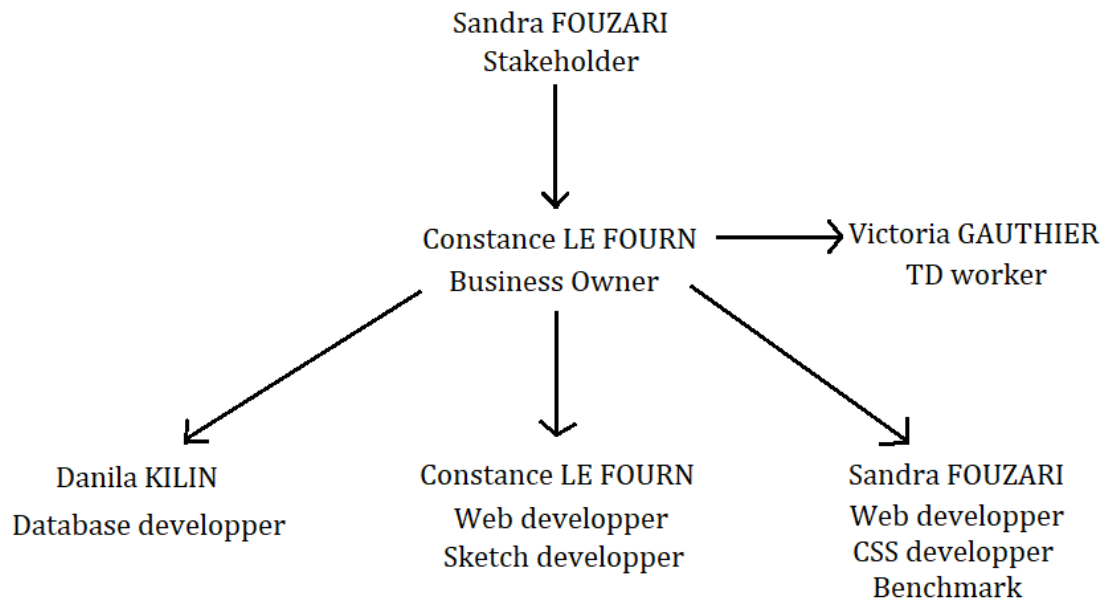 Sandra FOUZARI
Stakeholder
Constance LE FOURN
Business Owner
Victoria GAUTHIER
TD worker
Danila KILIN
Database developper
Constance LE FOURN
Web developper
Sketch developper
Sandra FOUZARI
Web developper
CSS developper
Benchmark